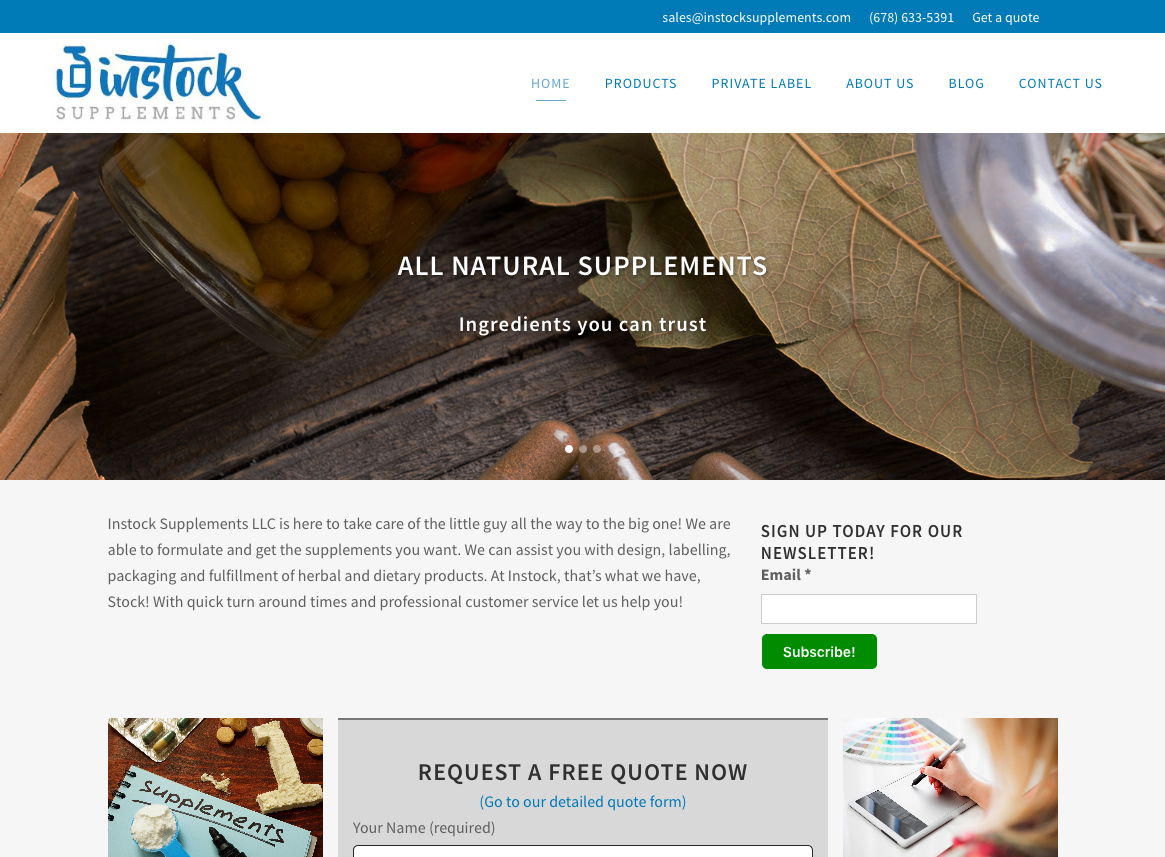 sales@instocksupplements.com (678) 633-5391 Get a quote
instock
SUPPLEMENTS
HOME PRODUCTS PRIVATE LABEL ABOUT US BLOG CONTACT US
ALL NATURAL SUPPLEMENTS
Ingredients you can trust
Instock Supplements LLC is here to take care of the little guy all the way to the big one! We are
able to formulate and get the supplements you want. We can assist you with design, labelling,
packaging and fulfillment of herbal and dietary products. At Instock, that’s what we have,
Stock! With quick turn around times and professional customer service let us help you!
SIGN UP TODAY FOR OUR
NEWSLETTER!
Email *
Subscribe!
Supplements
REQUEST A FREE QUOTE NOW
(Go to our detailed quote form)
Your Name (required)